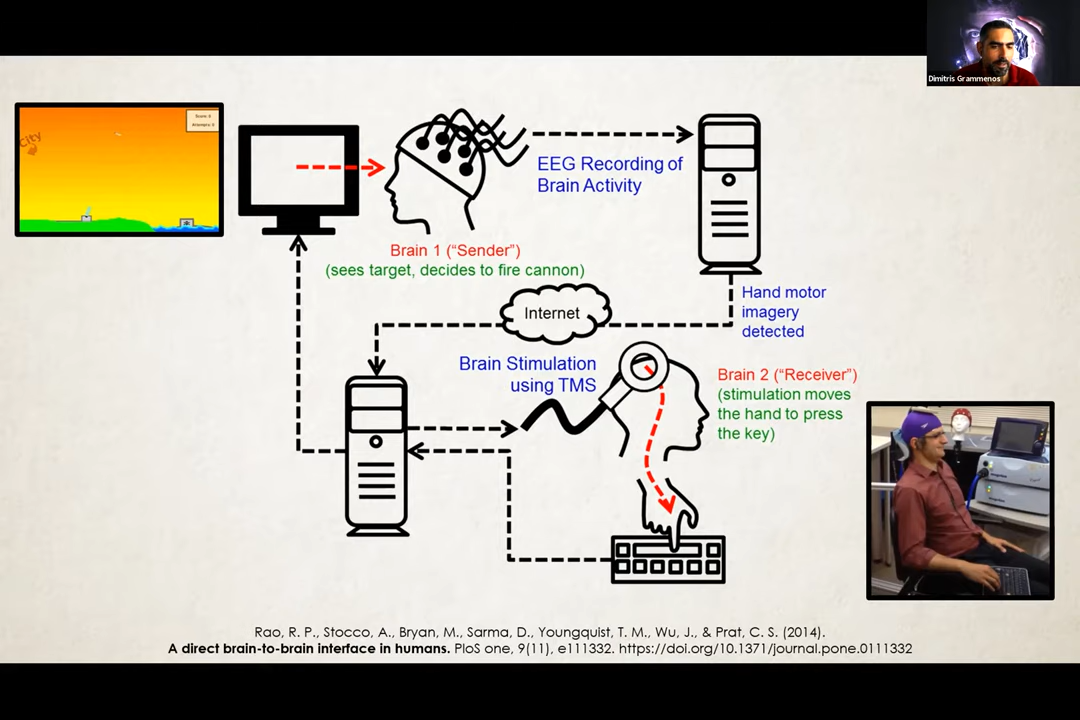 Dimitris Grammenos
City
EEG Recording of
Brain Activity
Brain 1 (“Sender”)
(sees target, decides to fire cannon)
Hand motor
imagery
detected
Internet
Brain Stimulation
using TMS
Brain 2 (“Receiver”)
(stimulation moves
the hand to press
the key)
Rao, R. P., Stocco, A., Bryan, M., Sarma, D., Youngquist, T. M., Wu, J., & Prat, C. S. (2014).
A direct brain-to-brain interface in humans. PloS one, 9(11), e111332. https://doi.org/10.1371/journal.pone.0111332